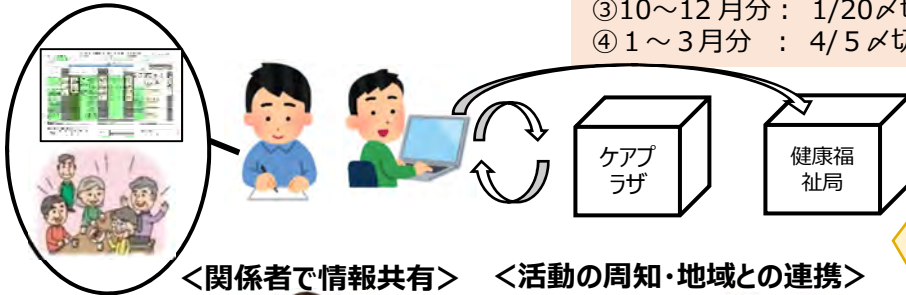 ③10～12月分： 1/20〆切
④1～3月分 ： 4/5〆切
ケアプ
ラザ
健康福
祉局
＜関係者で情報共有＞ ＜活動の周知・地域との連携＞